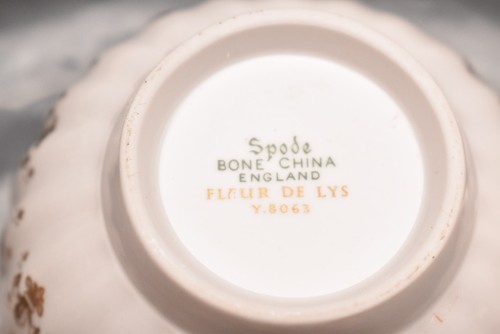 Spode
BONE CHINA
ENGLAND
FLEUR DE LYS
Y.8063